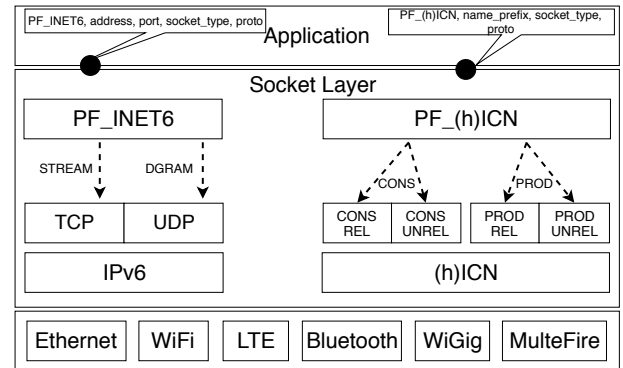 PF_INET6, address, port, socket_type, proto
PF_(h)ICN, name_prefix, socket_type,
proto
Application
Socket Layer
PF_INET6
PF_(h)ICN
STREAM
DGRAM
CONS
PROD
TCP
UDP
CONS
REL
CONS
UNREL
PROD
REL
PROD
UNREL
IPv6
(h)ICN
Ethernet
WiFi
LTE
Bluetooth
WiGig
MulteFire